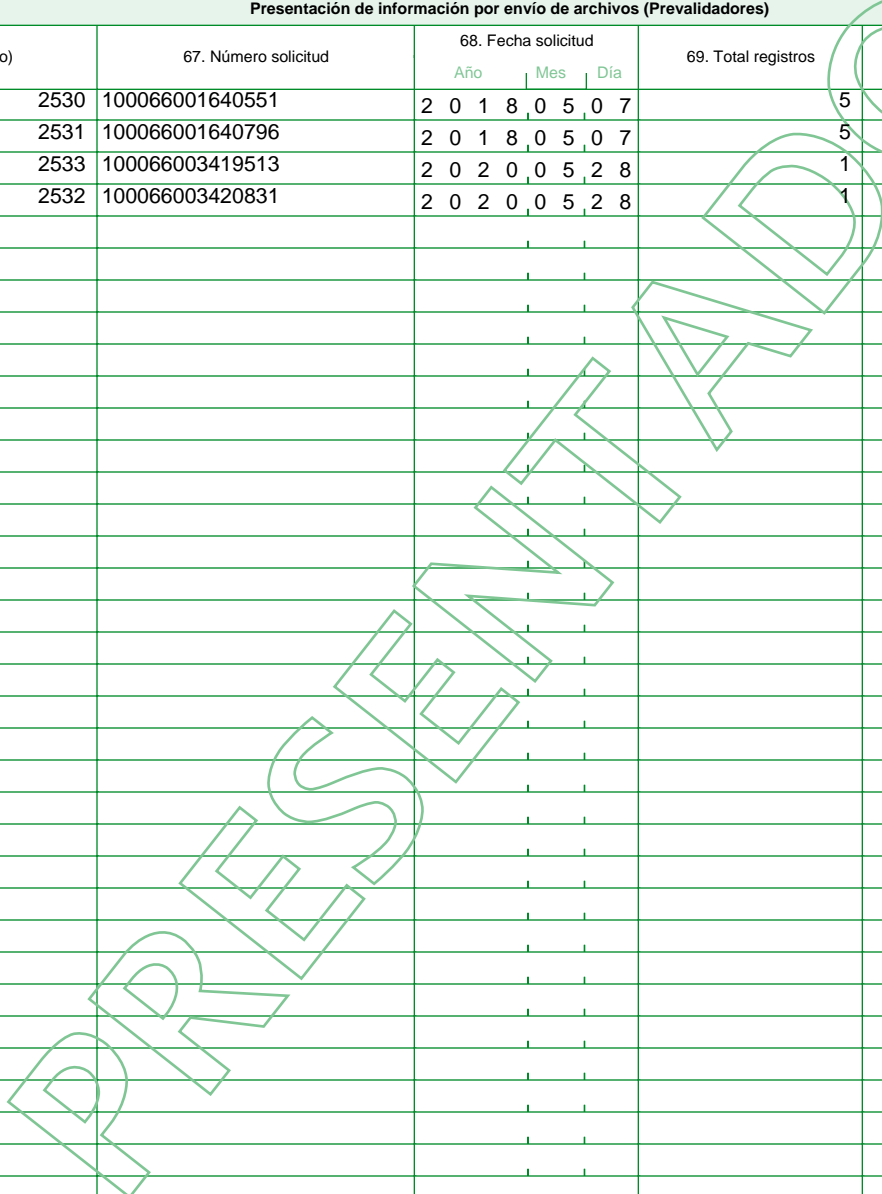 Presentación de información por envío de archivos (Prevalidadores)
o) 67. Número solicitud 68. Fecha solicitud 69. Total registros
Año Mes Día
2530 100066001640551 2 0 1 8 0 5 0 7 5
2531 100066001640796 2 0 1 8 0 5 0 7 5
2533 100066003419513 2 0 2 0 0 5 2 8 1
2532 100066003420831 2 0 2 0 0 5 2 8 1
PRESENTADO